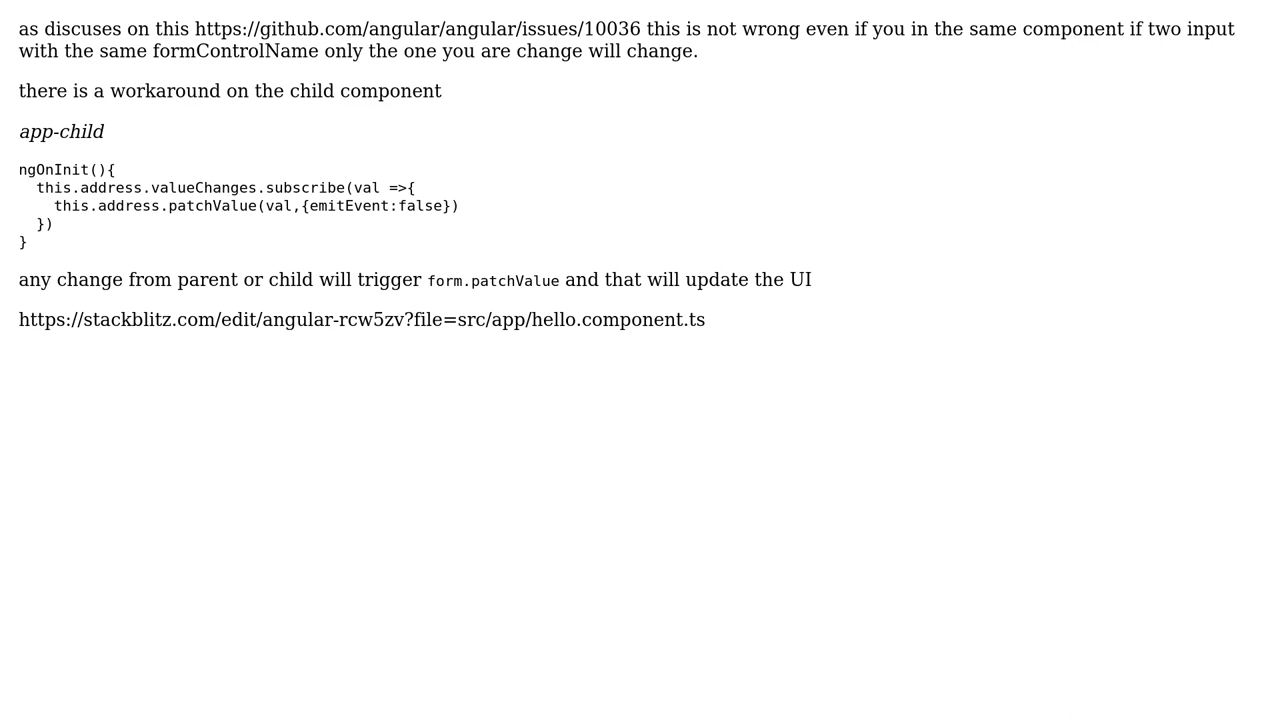 as discuses on this https://github.com/angular/angular/issues/10036 this is not wrong even if you in the same component if two input
with the same formControlName only the one you are change will change.
there is a workaround on the child component
app-child
ngOnInit(){
  this.address.valueChanges.subscribe(val =>{
    this.address.patchValue(val,{emitEvent:false})
  })
}
any change from parent or child will trigger form.patchValue and that will update the UI
https://stackblitz.com/edit/angular-rcw5zv?file=src/app/hello.component.ts